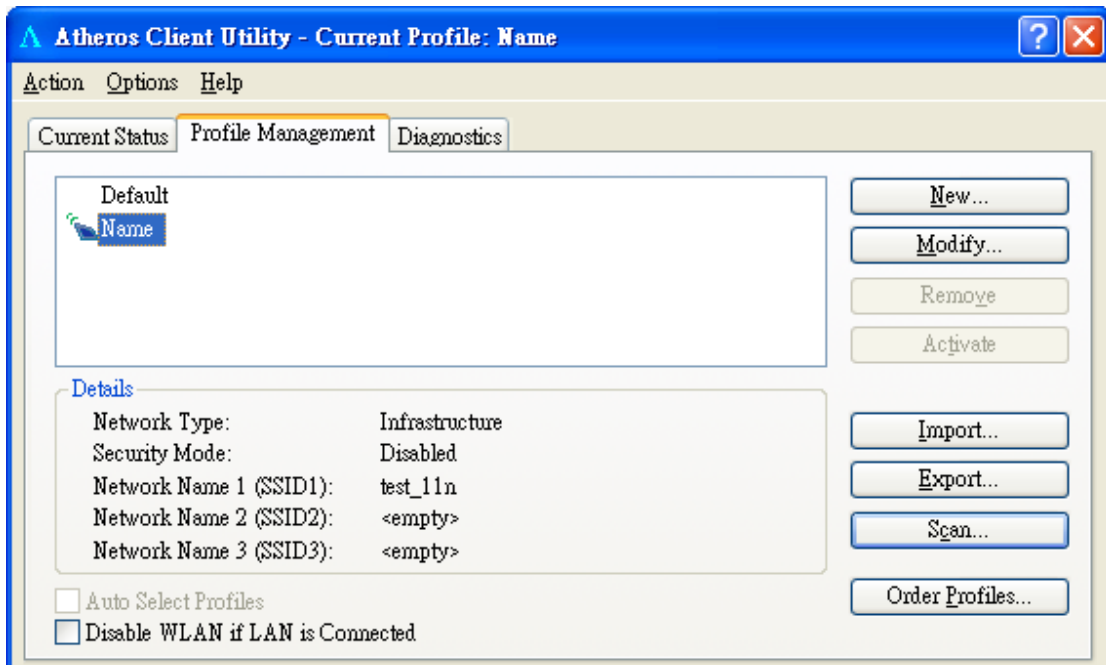 Atheros Client Utility - Current Profile: Name
Action Options Help
Current Status Profile Management Diagnostics
Default
Name
New...
Modify...
Remove
Activate
Details
Network Type: Infrastructure
Security Mode: Disabled
Network Name 1 (SSID1): test_11n
Network Name 2 (SSID2): <empty>
Network Name 3 (SSID3): <empty>
Import...
Export...
Scan...
Order Profiles...
Auto Select Profiles
Disable WLAN if LAN is Connected